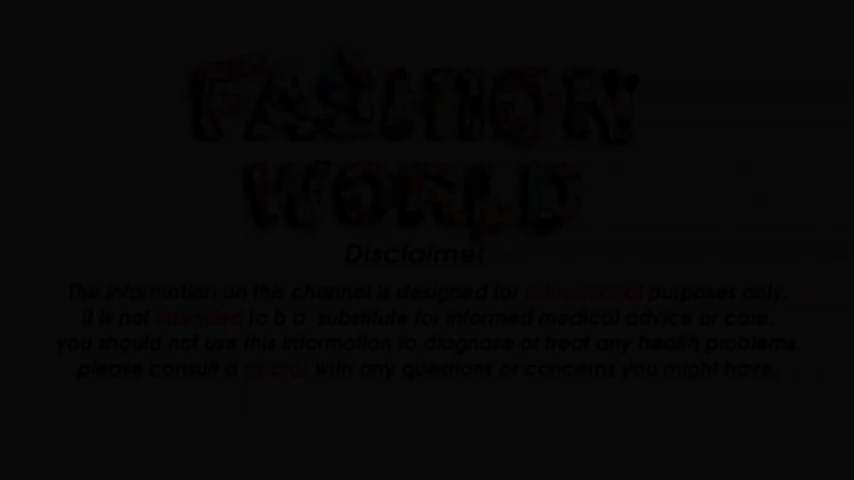 FASHION
WORLD
Disclaimer
The information on this channel is designed for educational purposes only.
it is not intended to b a substitute for informed medical advice or care.
you should not use this information to diagnose or treat any health problems
please consult a doctor with any questions or concerns you might have.